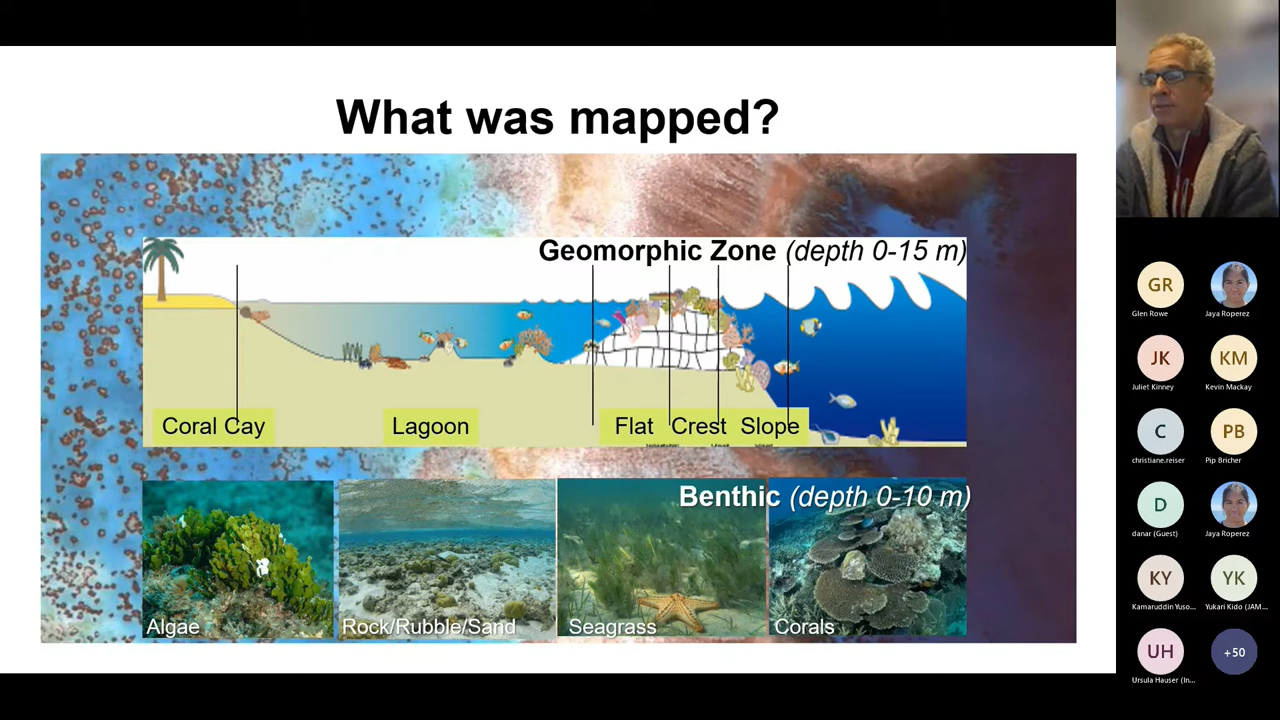 What was mapped?
Geomorphic Zone (depth 0-15 m)
Coral Cay
Lagoon
Flat
Crest
Slope
Benthic (depth 0-10 m)
Algae
Rock/Rubble/Sand
Seagrass
Corals
GR
Glen Rowe
Jaya Roperez
JK
Juliet Kinney
KM
Kevin Mackay
C
christiane.reiser
PB
Pip Bricher
D
danar (Guest)
Jaya Roperez
KY
Kamaruddin Yuso...
YK
Yukari Kido (JAM...
UH
Ursula Hauser (In...
+50